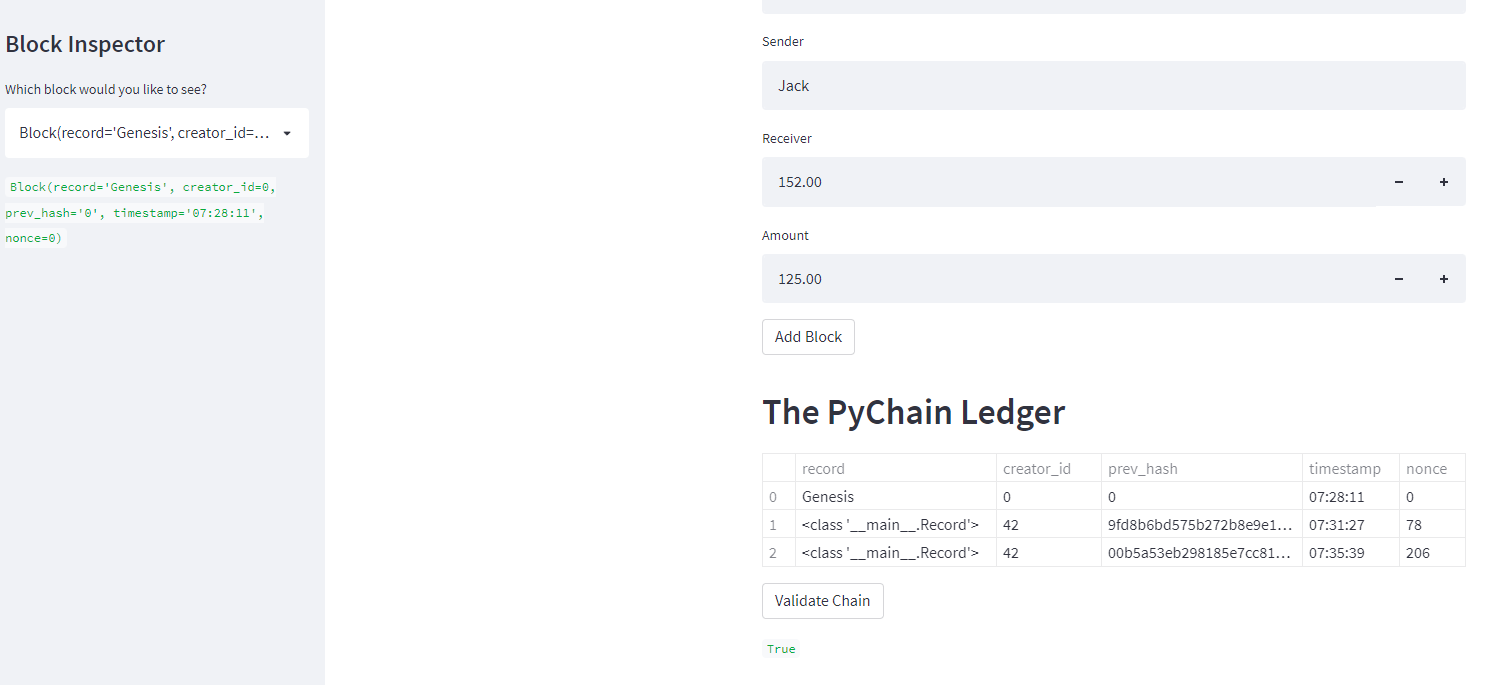 Block Inspector
Which block would you like to see?
Block(record='Genesis', creator_id=...
Block(record='Genesis', creator_id=0,
prev_hash='0', timestamp='07:28:11',
nonce=0)
Sender
Jack
Receiver
152.00
Amount
125.00
Add Block
The PyChain Ledger
record creator_id prev_hash timestamp nonce
0 Genesis 0 0 07:28:11 0
1 <class '__main__.Record'> 42 9fd8b6bd575b272b8e9e1... 07:31:27 78
2 <class '__main__.Record'> 42 00b5a53eb298185e7cc81... 07:35:39 206
Validate Chain
True